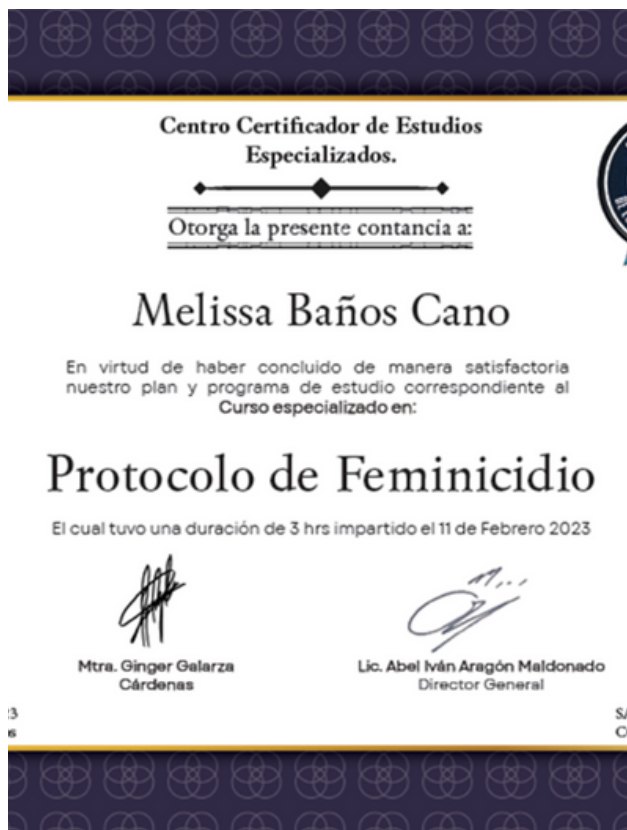 Centro Certificador de Estudios
Especializados.
Otorga la presente contancia a:
Melissa Baños Cano
En virtud de haber concluido de manera satisfactoria
nuestro plan y programa de estudio correspondiente al
Curso especializado en:
Protocolo de Feminicidio
El cual tuvo una duración de 3 hrs impartido el 11 de Febrero 2023
Mtra. Ginger Galarza
Cárdenas
Lic. Abel Iván Aragón Maldonado
Director General